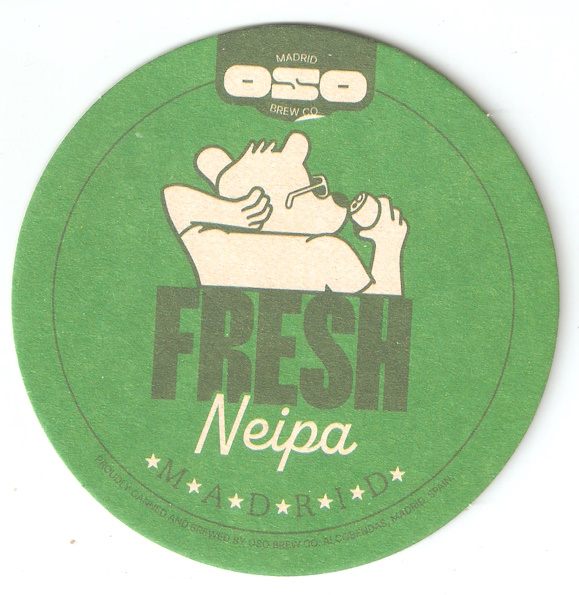 MADRID
OSO
BREW CO.
FRESH
Neipa
★M★A★D★R★I★D★
PROUDLY CANNED AND BREWED BY OSO BREW CO. ALCOBENDAS, MADRID. SPAIN.